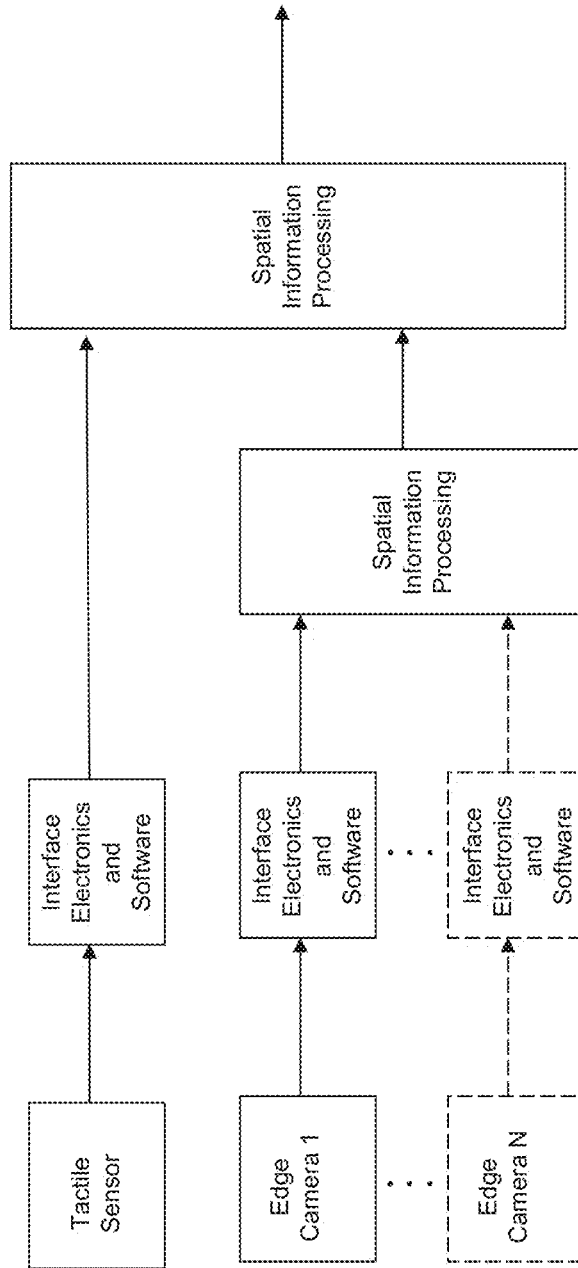 Tactile
Sensor
Interface
Electronics
and
Software
Spatial
Information
Processing
Edge
Camera 1
Interface
Electronics
and
Software
Spatial
Information
Processing
Edge
Camera N
Interface
Electronics
and
Software